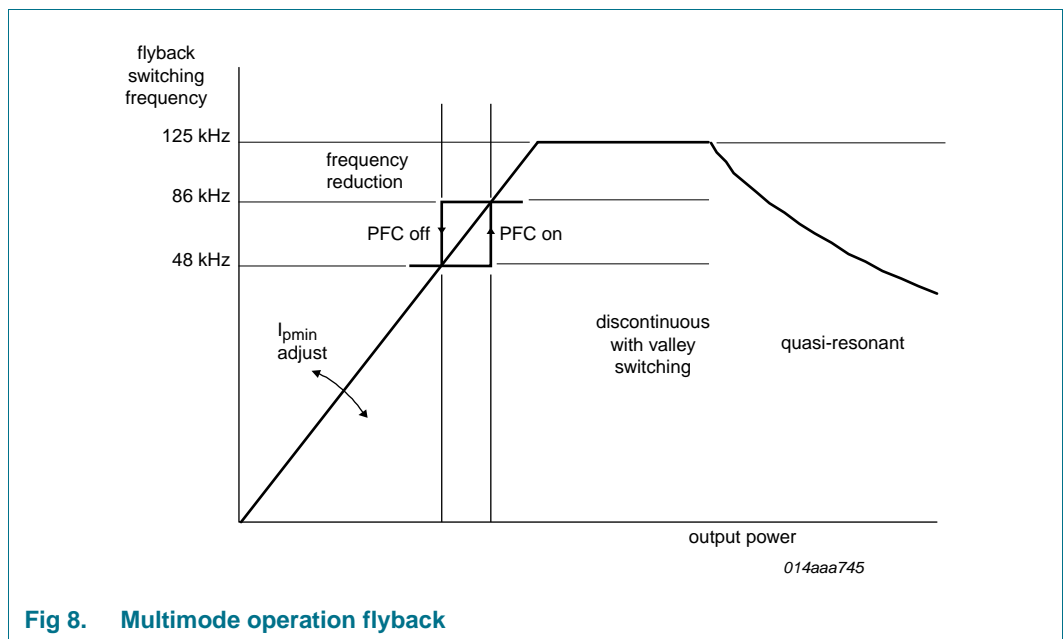 flyback
switching
frequency
125 kHz
frequency
reduction
86 kHz
PFC off
PFC on
48 kHz
Ipmin
adjust
discontinuous
with valley
switching
quasi-resonant
output power
014aaa745
Fig 8. Multimode operation flyback